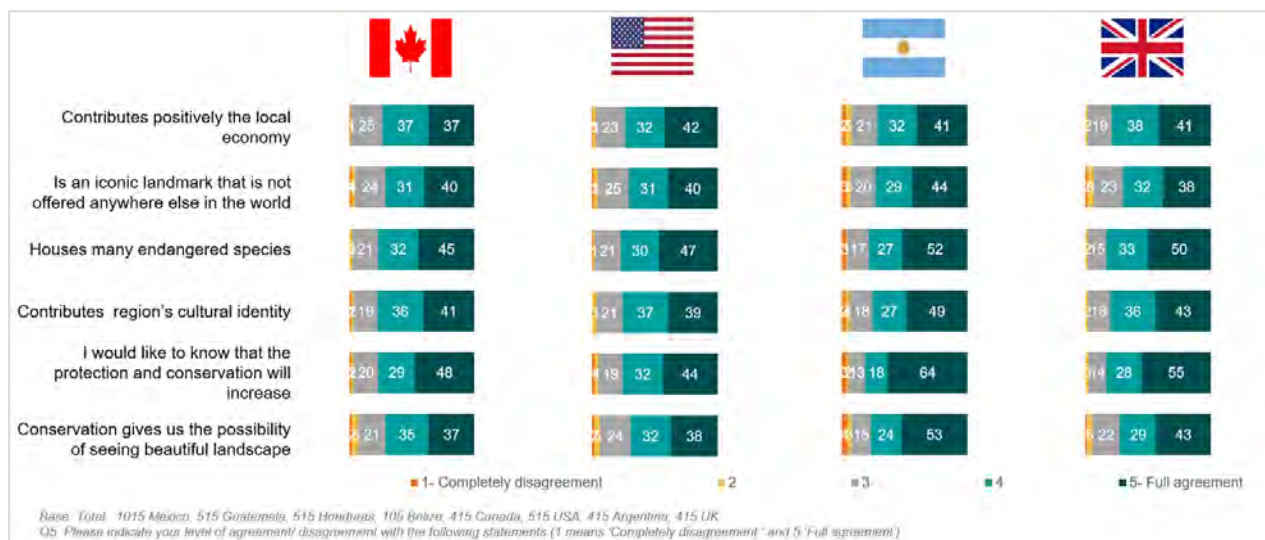 Contributes positively the local
economy
25 37 37
23 32 42
21 32 41
19 38 41
Is an iconic landmark that is not
offered anywhere else in the world
24 31 40
25 31 40
20 29 44
23 32 38
Houses many endangered species
21 32 45
21 30 47
17 27 52
15 33 50
Contributes region's cultural identity
19 36 41
21 37 39
18 27 49
18 36 43
I would like to know that the
protection and conservation will
increase
20 29 48
19 32 44
13 18 64
14 28 55
Conservation gives us the possibility
of seeing beautiful landscape
21 35 37
24 32 38
15 24 53
22 29 43
1- Completely disagreement 2 3 4 5- Full agreement
Base: Total: 1015 Mexico, 515 Guatemala, 515 Honduras, 105 Belize, 415 Canada, 515 USA, 415 Argentina, 415 UK
Q5. Please indicate your level of agreement/ disagreement with the following statements (1 means 'Completely disagreement ' and 5 'Full agreement')